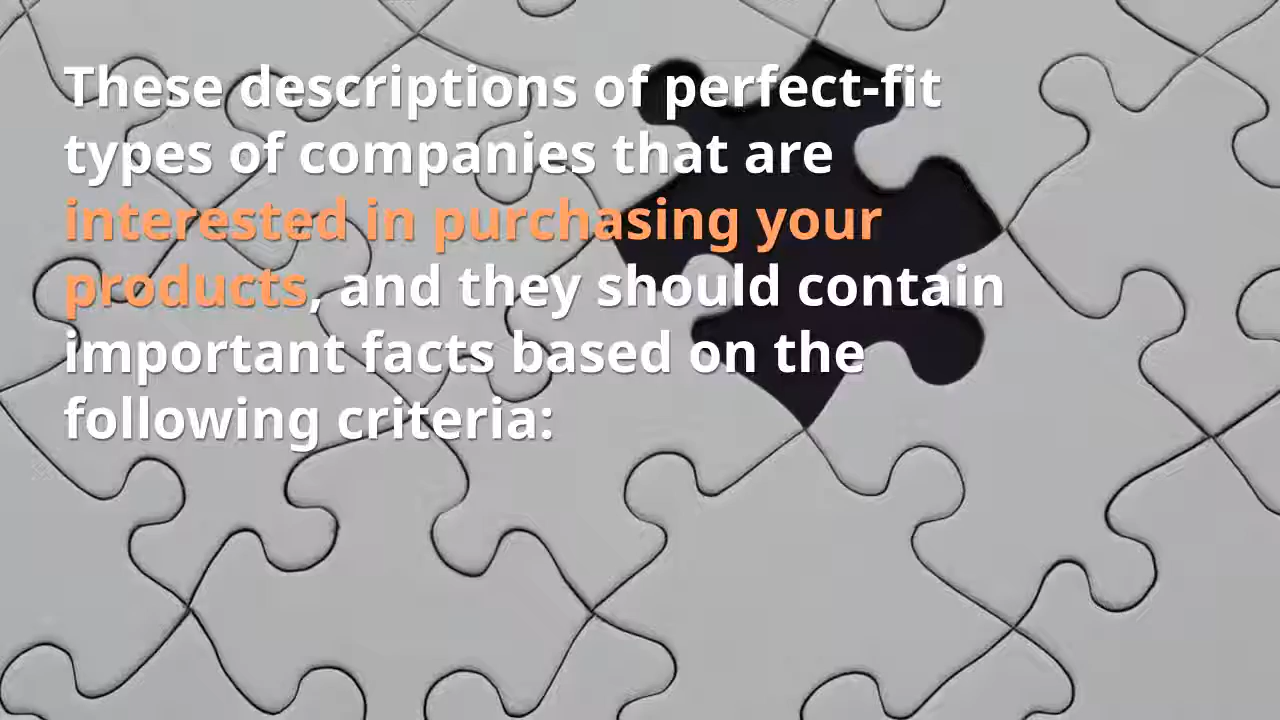 These descriptions of perfect-fit
types of companies that are
interested in purchasing your
products, and they should contain
important facts based on the
following criteria: